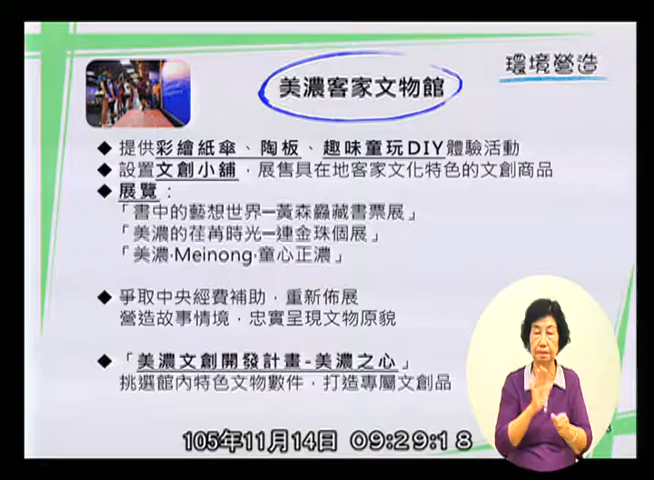 環境營造
美濃客家文物館
◆ 提供彩繪紙傘、陶板、趣味童玩DIY體驗活動
◆ 設置文創小舖，展售具在地客家文化特色的文創商品
◆ 展覽：
「書中的藝想世界─黃森驫藏書票展」
「美濃的荏苒時光─連金珠個展」
「美濃‧Meinong‧童心正濃」
◆ 爭取中央經費補助，重新佈展
營造故事情境，忠實呈現文物原貌
◆ 「美濃文創開發計畫-美濃之心」
挑選館內特色文物數件，打造專屬文創品
105年11月14日 09:29:18